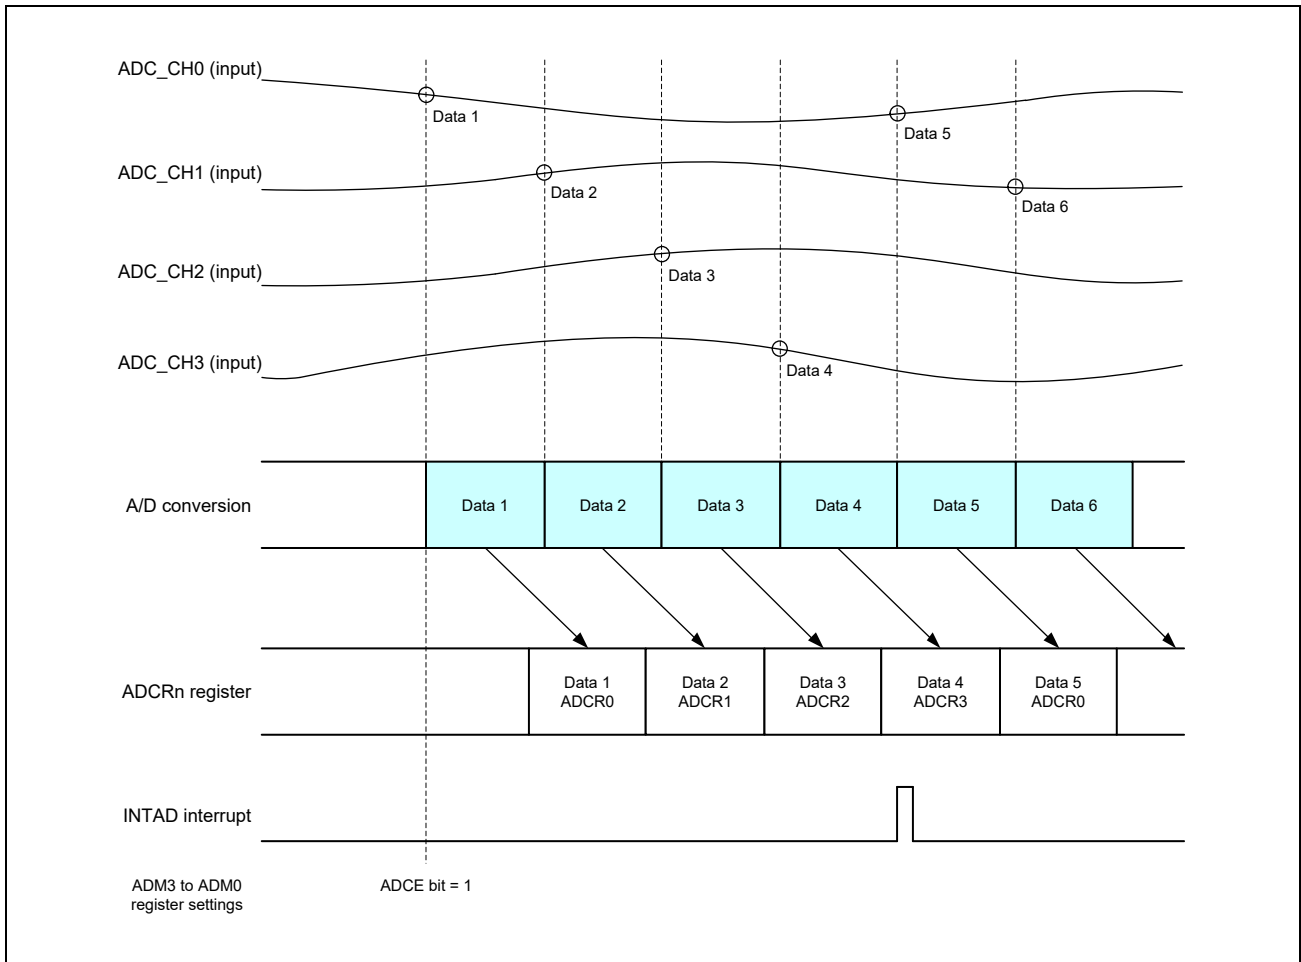 ADC_CH0 (input)
Data 1
Data 5
ADC_CH1 (input)
Data 2
Data 6
ADC_CH2 (input)
Data 3
ADC_CH3 (input)
Data 4
A/D conversion
Data 1
Data 2
Data 3
Data 4
Data 5
Data 6
ADCRn register
Data 1
ADCR0
Data 2
ADCR1
Data 3
ADCR2
Data 4
ADCR3
Data 5
ADCR0
INTAD interrupt
ADM3 to ADM0
register settings
ADCE bit = 1